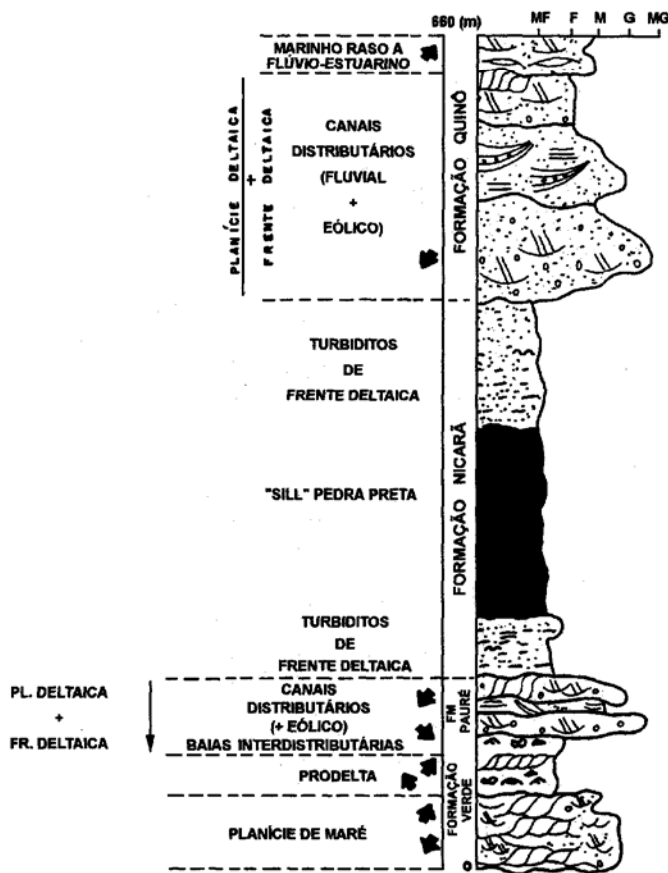 660 (m)
MF F M G MG
MARINHO RASO A
FLÚVIO-ESTUARINO
PLANÍCIE DELTAICA
+
FRENTE DELTAICA
CANAIS
DISTRIBUTÁRIOS
(FLUVIAL
+
EÓLICO)
FORMAÇÃO QUINÓ
TURBIDITOS
DE
FRENTE DELTAICA
"SILL" PEDRA PRETA
FORMAÇÃO NICARÃ
TURBIDITOS
DE
FRENTE DELTAICA
PL. DELTAICA
+
FR. DELTAICA
CANAIS
DISTRIBUTÁRIOS
(+ EÓLICO)
BAIAS INTERDISTRIBUTÁRIAS
FM
PAURÉ
PRODELTA
PLANÍCIE DE MARÉ
FORMAÇÃO
VERDE
0